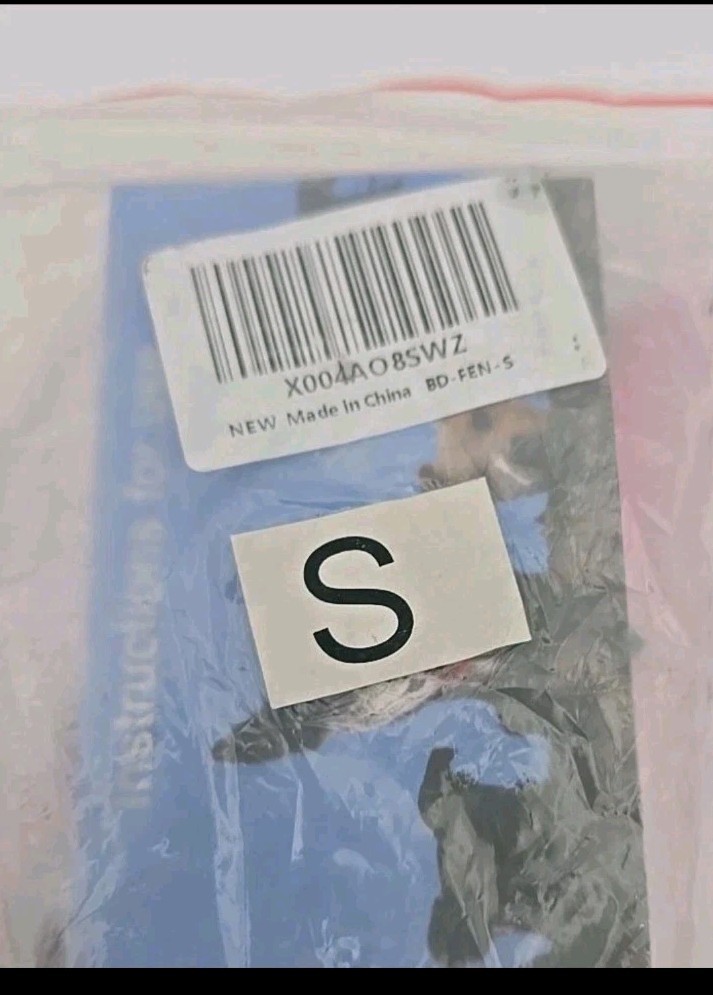 X004AO8SWZ
NEW Made in China BD-FEN-S
S
Instructions for